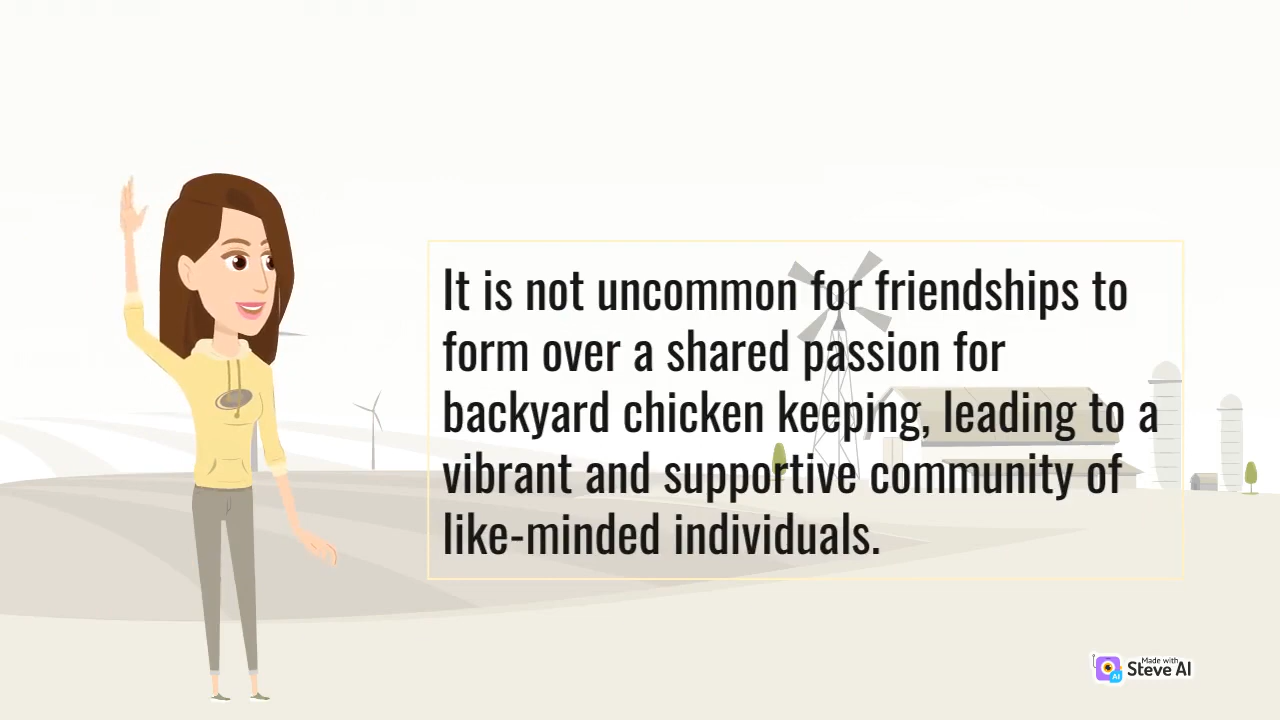 It is not uncommon for friendships to
form over a shared passion for
backyard chicken keeping, leading to a
vibrant and supportive community of
like-minded individuals.
Made with
Steve AI
AI